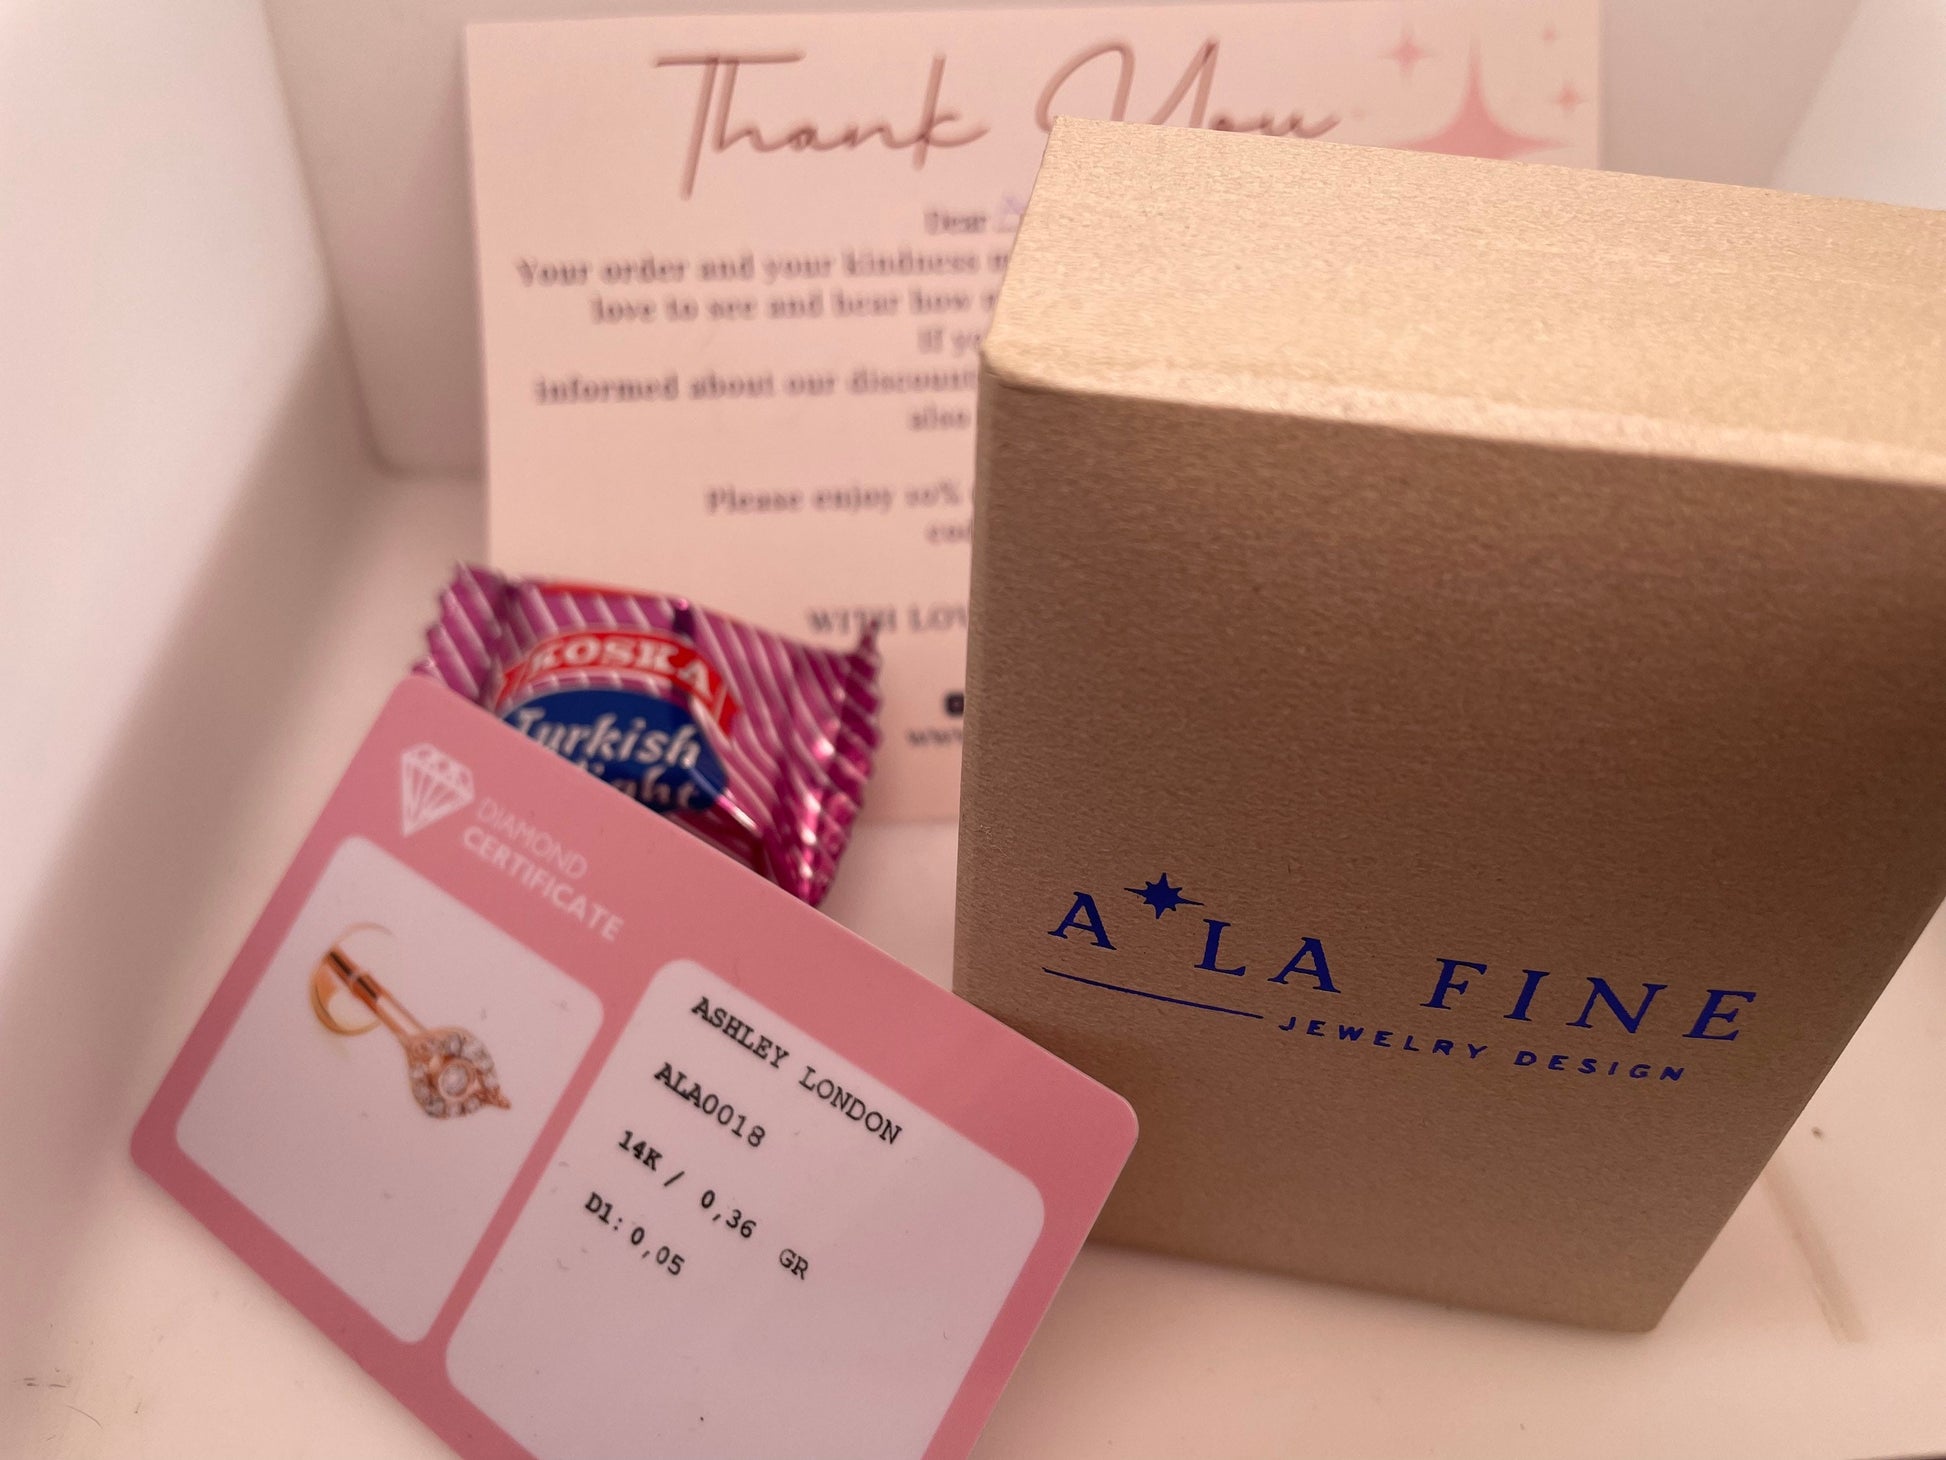 Thank You
Dear
Your order and your kindness
love to see and hear how
If
informed about our discount
also
Please enjoy 10%
WITH
www
KOSKA
Turkish
DIAMOND
CERTIFICATE
ASHLEY LONDON
ALA0018
14K / 0,36 GR
D1: 0,05
A LA FINE
JEWELRY DESIGN